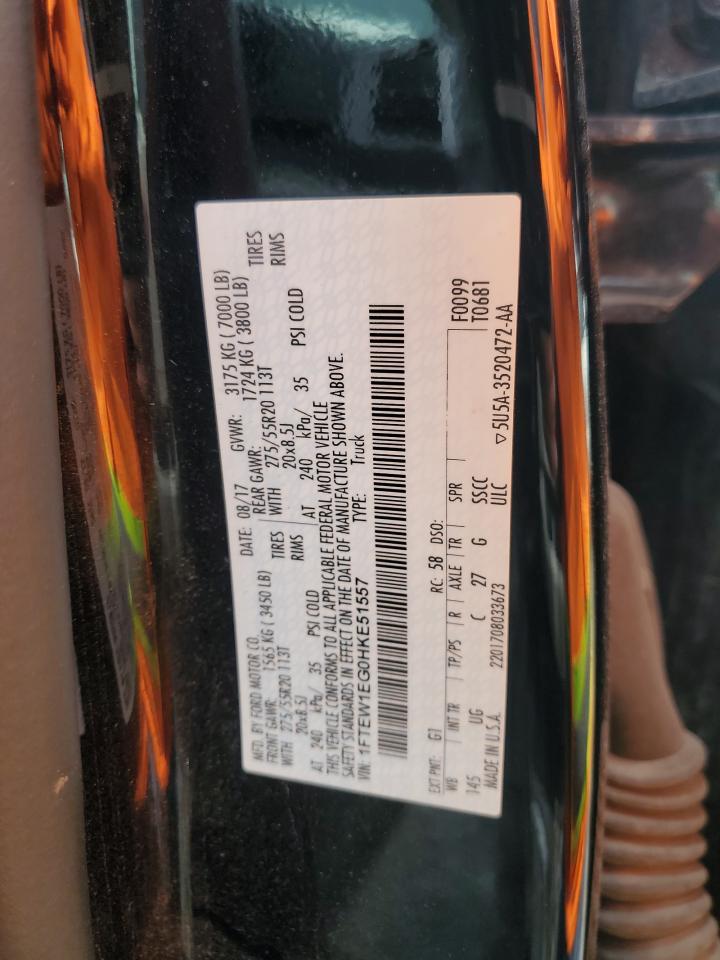 MFD. BY FORD MOTOR CO. DATE: 08/17 GVWR: 3175 KG ( 7000 LB)
FRONT GAWR: 1565 KG ( 3450 LB) REAR GAWR: 1724 KG ( 3800 LB)
WITH 275/55R20 113T TIRES WITH 275/55R20 113T TIRES
20x8.5J RIMS 20x8.5J RIMS
AT 240 kPa/ 35 PSI COLD AT 240 kPa/ 35 PSI COLD
THIS VEHICLE CONFORMS TO ALL APPLICABLE FEDERAL MOTOR VEHICLE
SAFETY STANDARDS IN EFFECT ON THE DATE OF MANUFACTURE SHOWN ABOVE.
VIN: 1FTEW1EG0HKE51557 TYPE: Truck
EXT PNT: G1 RC: 58 DSO: F0099
WB INT TR TP/PS R AXLE TR SPR T0681
145 UG C 27 G SSCC
MADE IN U.S.A. 2201708033673 ULC ▽5U5A-3520472-AA